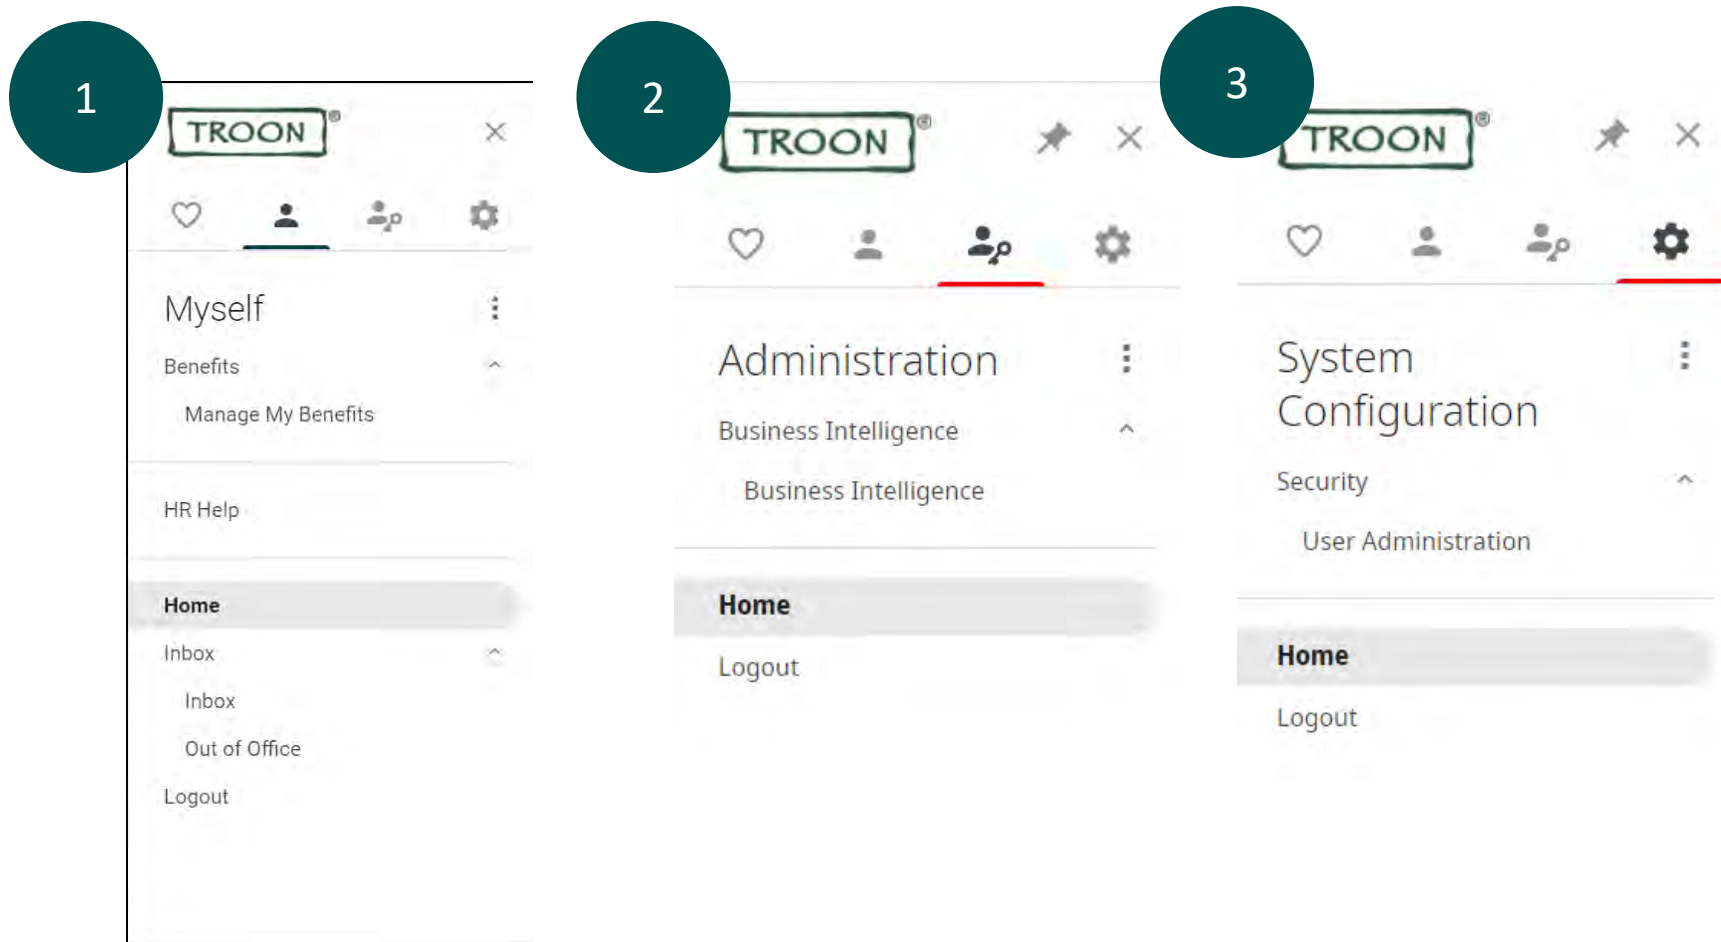 1
TROON®
Myself
Benefits
Manage My Benefits
HR Help
Home
Inbox
Inbox
Out of Office
Logout
2
TROON®
Administration
Business Intelligence
Business Intelligence
Home
Logout
3
TROON®
System
Configuration
Security
User Administration
Home
Logout